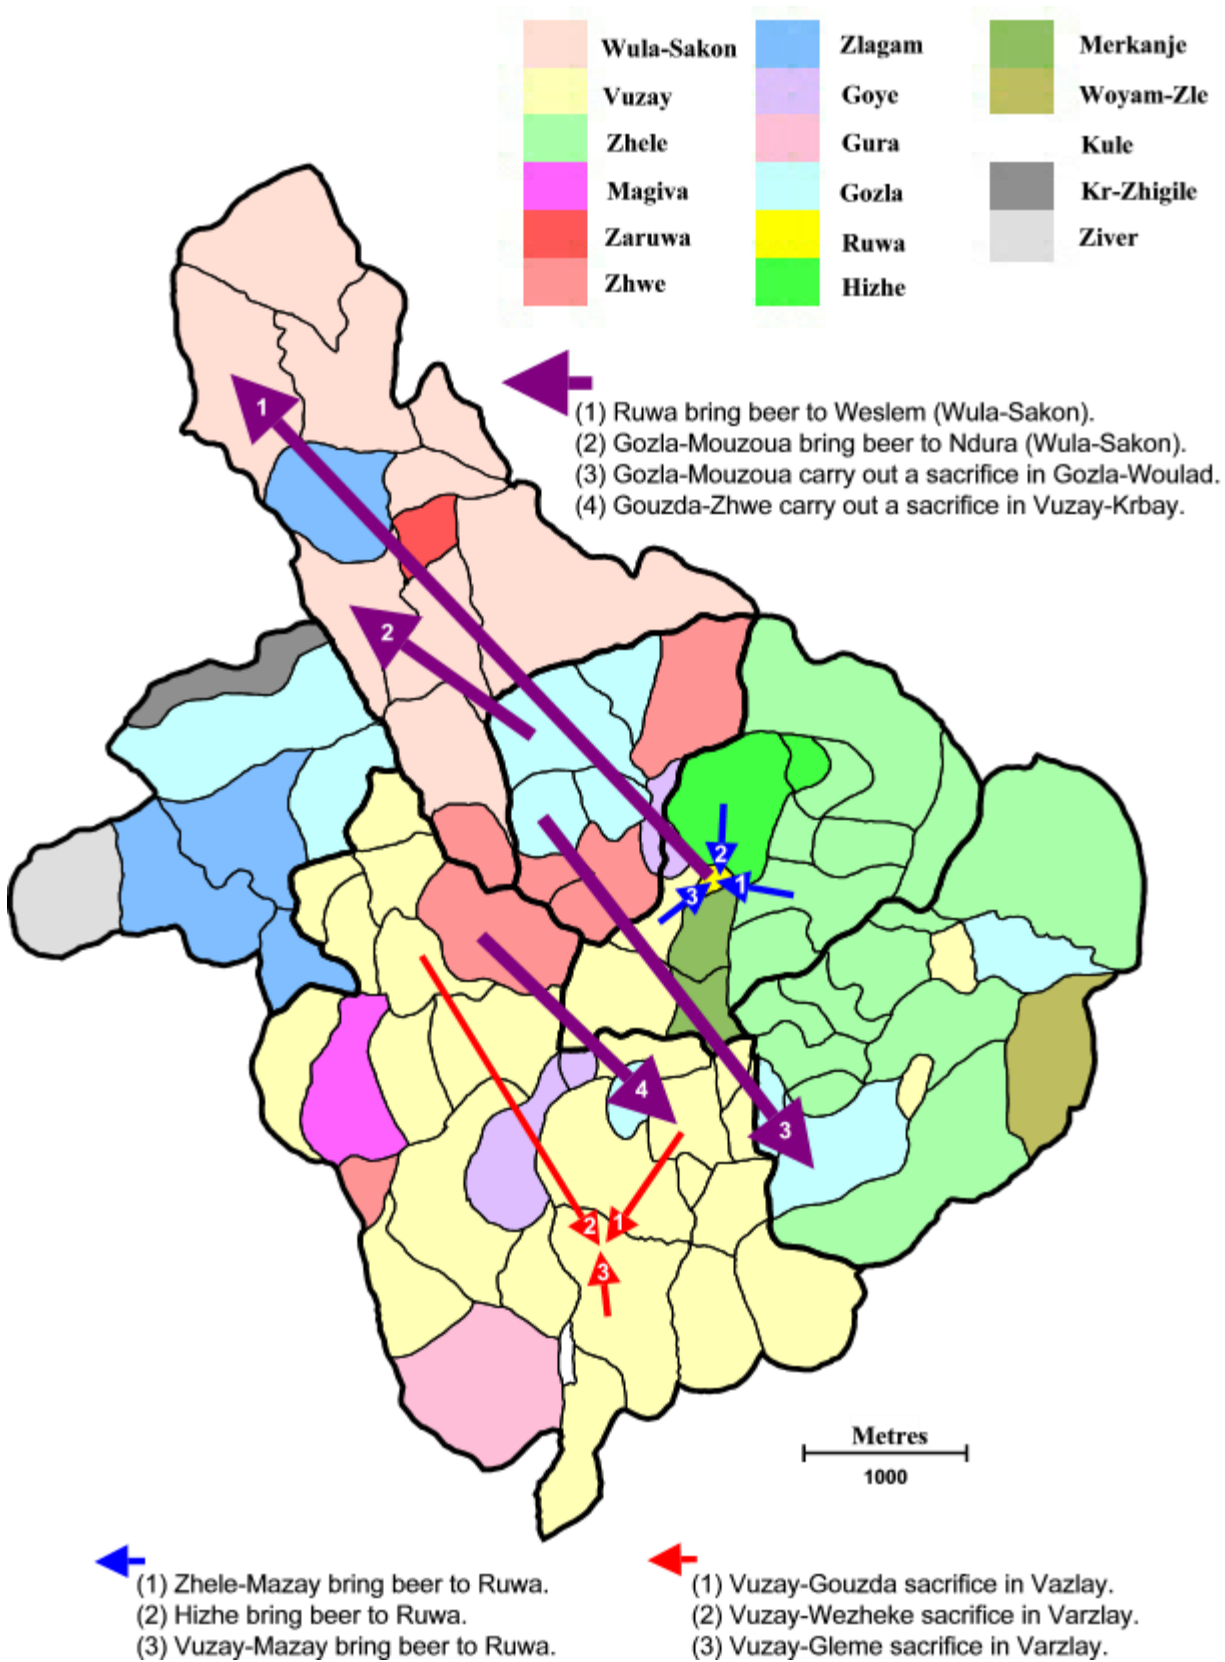 Wula-Sakon
Vuzay
Zhele
Magiva
Zaruwa
Zhwe
Zlagam
Goye
Gura
Gozla
Ruwa
Hizhe
Merkanje
Woyam-Zle
Kule
Kr-Zhigile
Ziver
(1) Ruwa bring beer to Weslem (Wula-Sakon).
(2) Gozla-Mouzoua bring beer to Ndura (Wula-Sakon).
(3) Gozla-Mouzoua carry out a sacrifice in Gozla-Woulad.
(4) Gouzda-Zhwe carry out a sacrifice in Vuzay-Krbay.
1
2
2
1
3
4
3
2
1
3
Metres
1000
(1) Zhele-Mazay bring beer to Ruwa.
(2) Hizhe bring beer to Ruwa.
(3) Vuzay-Mazay bring beer to Ruwa.
(1) Vuzay-Gouzda sacrifice in Vazlay.
(2) Vuzay-Wezheke sacrifice in Varzlay.
(3) Vuzay-Gleme sacrifice in Varzlay.